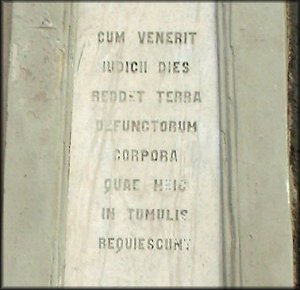 CUM VENERIT
IUDICII DIES
REDDET TERRA
DEFUNCTORUM
CORPORA
QUAE HEIC
IN TUMULIS
REQUIESCUNT